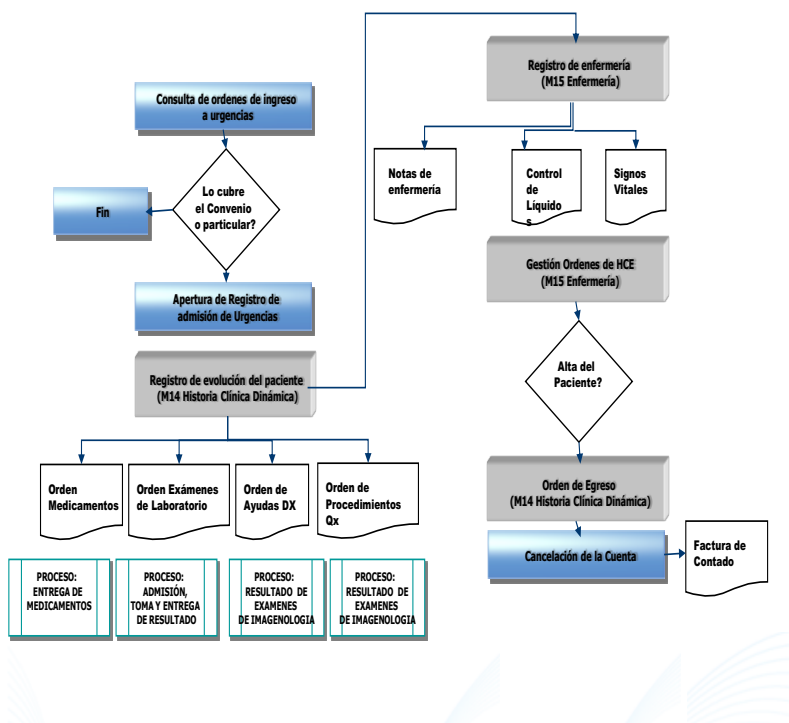 Consulta de ordenes de ingreso
a urgencias
Lo cubre
el Convenio
o particular?
Fin
Apertura de Registro de
admisión de Urgencias
Registro de evolución del paciente
(M14 Historia Clínica Dinámica)
Orden
Medicamentos
Orden Exámenes
de Laboratorio
Orden de
Ayudas DX
Orden de
Procedimientos
Qx
PROCESO:
ENTREGA DE
MEDICAMENTOS
PROCESO:
ADMISIÓN,
TOMA Y ENTREGA
DE RESULTADO
PROCESO:
RESULTADO DE
EXAMENES
DE IMAGENOLOGIA
PROCESO:
RESULTADO DE
EXAMENES
DE IMAGENOLOGIA
Registro de enfermería
(M15 Enfermería)
Notas de
enfermería
Control
de
Líquido
s
Signos
Vitales
Gestión Ordenes de HCE
(M15 Enfermería)
Alta del
Paciente?
Orden de Egreso
(M14 Historia Clínica Dinámica)
Cancelación de la Cuenta
Factura de
Contado